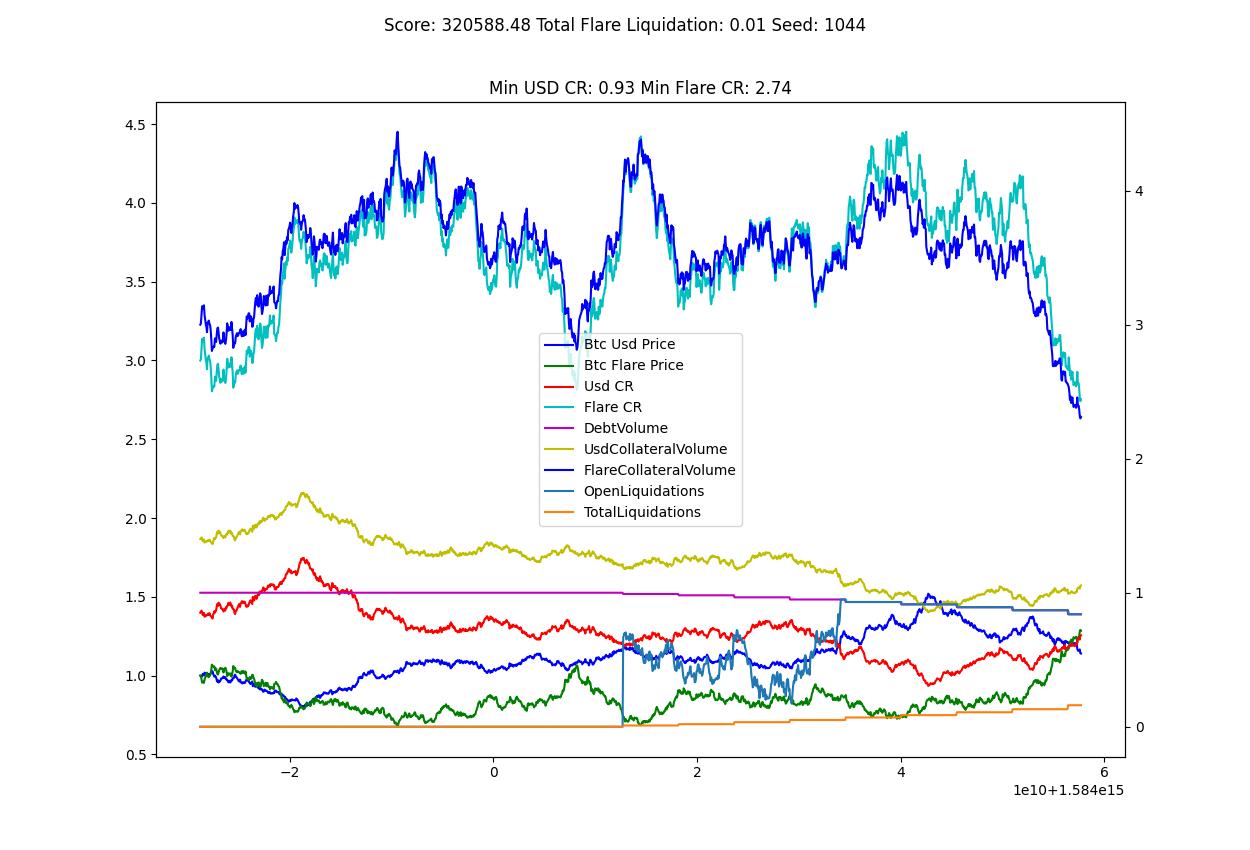 Score: 320588.48 Total Flare Liquidation: 0.01 Seed: 1044
Min USD CR: 0.93 Min Flare CR: 2.74
4.5
4.0
3.5
3.0
2.5
2.0
1.5
1.0
0.5
4
3
2
1
0
Btc Usd Price
Btc Flare Price
Usd CR
Flare CR
DebtVolume
UsdCollateralVolume
FlareCollateralVolume
OpenLiquidations
TotalLiquidations
−2
0
2
4
6
1e10+1.584e15